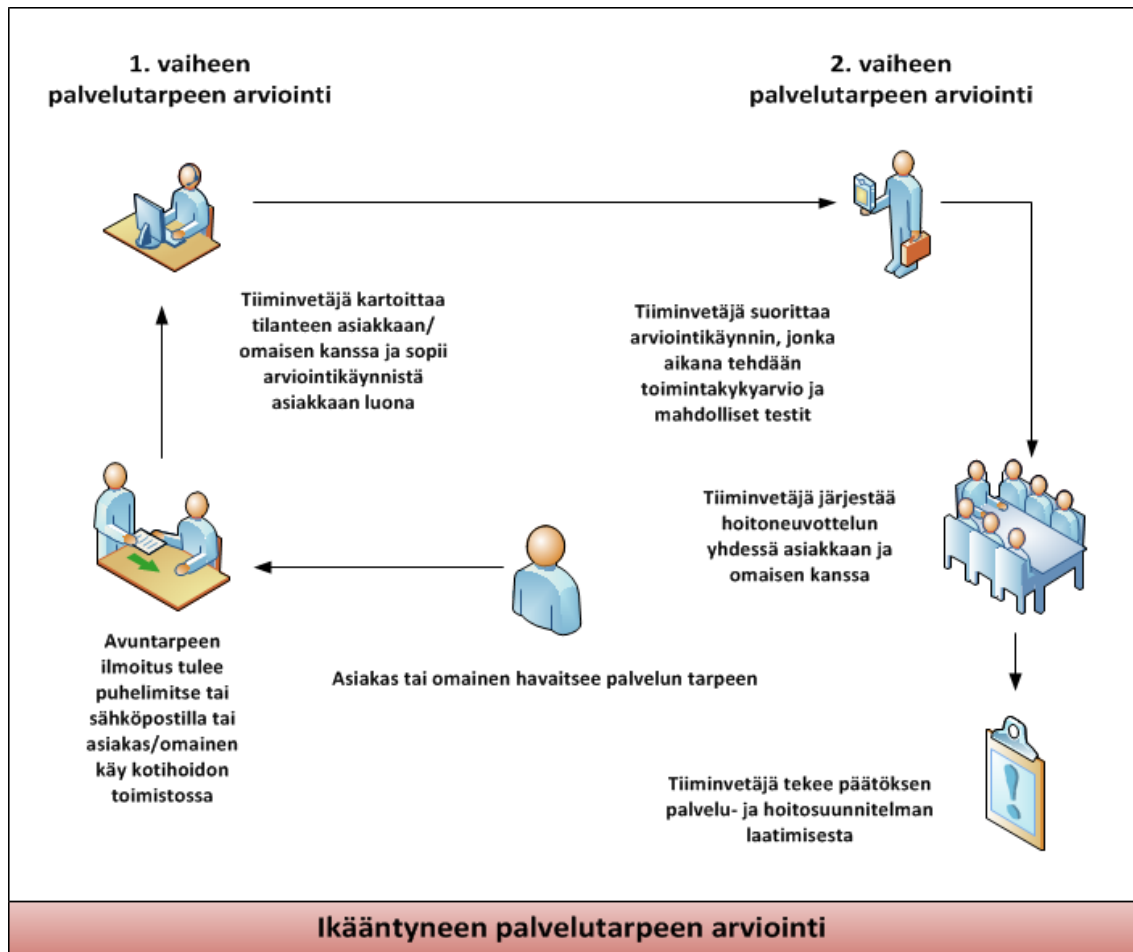 1. vaiheen
palvelutarpeen arviointi
2. vaiheen
palvelutarpeen arviointi
Tiiminvetäjä kartoittaa
tilanteen asiakkaan/
omaisen kanssa ja sopii
arviointikäynnistä
asiakkaan luona
Tiiminvetäjä suorittaa
arviointikäynnin, jonka
aikana tehdään
toimintakykyarvio ja
mahdolliset testit
Tiiminvetäjä järjestää
hoitoneuvottelun
yhdessä asiakkaan ja
omaisen kanssa
Avuntarpeen
ilmoitus tulee
puhelimitse tai
sähköpostilla tai
asiakas/omainen
käy kotihoidon
toimistossa
Asiakas tai omainen havaitsee palvelun tarpeen
Tiiminvetäjä tekee päätöksen
palvelu- ja hoitosuunnitelman
laatimisesta
Ikääntyneen palvelutarpeen arviointi